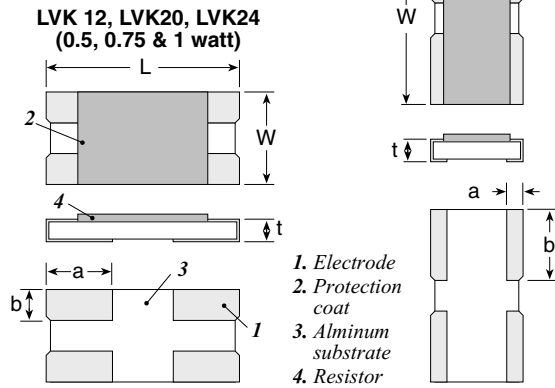 LVK 12, LVK20, LVK24
(0.5, 0.75 & 1 watt)
L
W
2
W
4
t
t
a
3
a
b
b
1
1. Electrode
2. Protection
coat
3. Alminum
substrate
4. Resistor